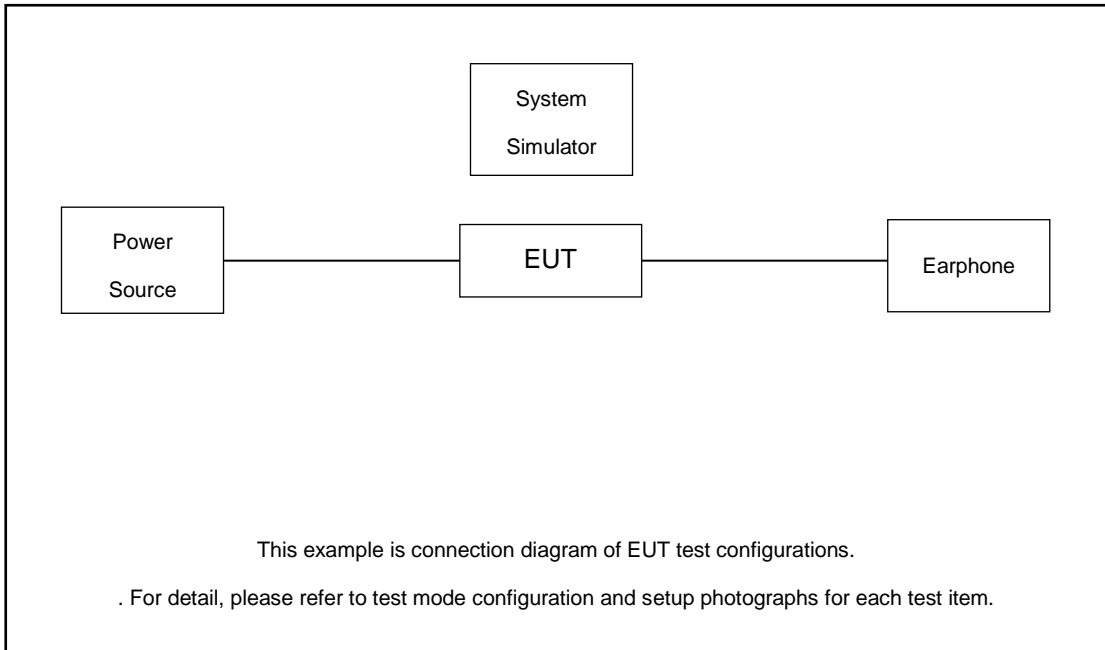 System
Simulator
Power
Source
EUT
Earphone
This example is connection diagram of EUT test configurations.
. For detail, please refer to test mode configuration and setup photographs for each test item.